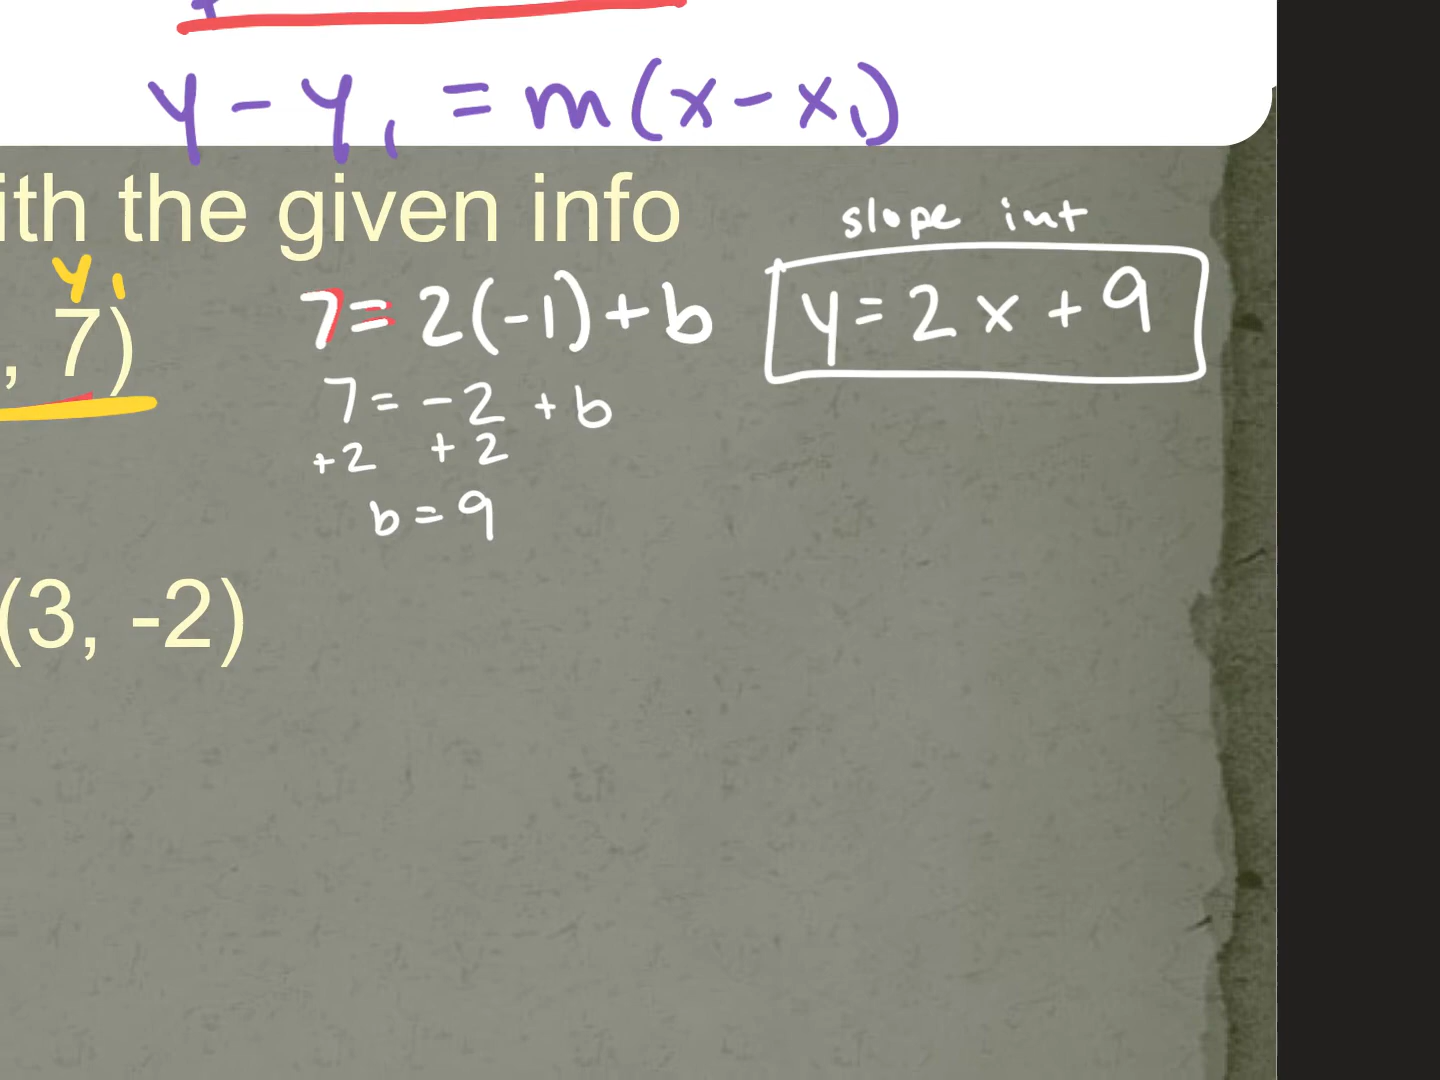 y - y₁ = m(x - x₁)
ith the given info
slope int
y₁
, 7)
7 = 2(-1) + b
y = 2x + 9
7 = -2 + b
+2 +2
b = 9
(3, -2)